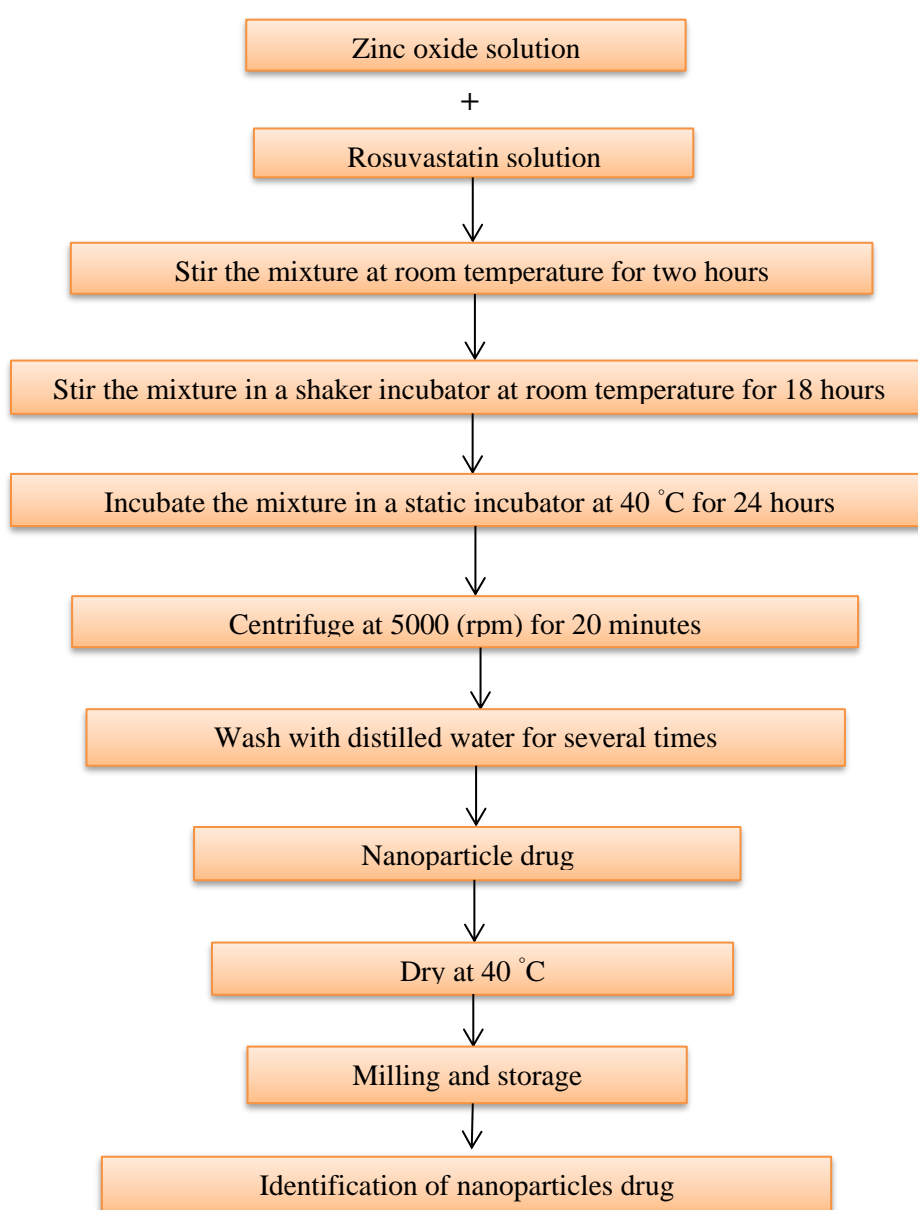 Zinc oxide solution
+
Rosuvastatin solution
Stir the mixture at room temperature for two hours
Stir the mixture in a shaker incubator at room temperature for 18 hours
Incubate the mixture in a static incubator at 40 °C for 24 hours
Centrifuge at 5000 (rpm) for 20 minutes
Wash with distilled water for several times
Nanoparticle drug
Dry at 40 °C
Milling and storage
Identification of nanoparticles drug